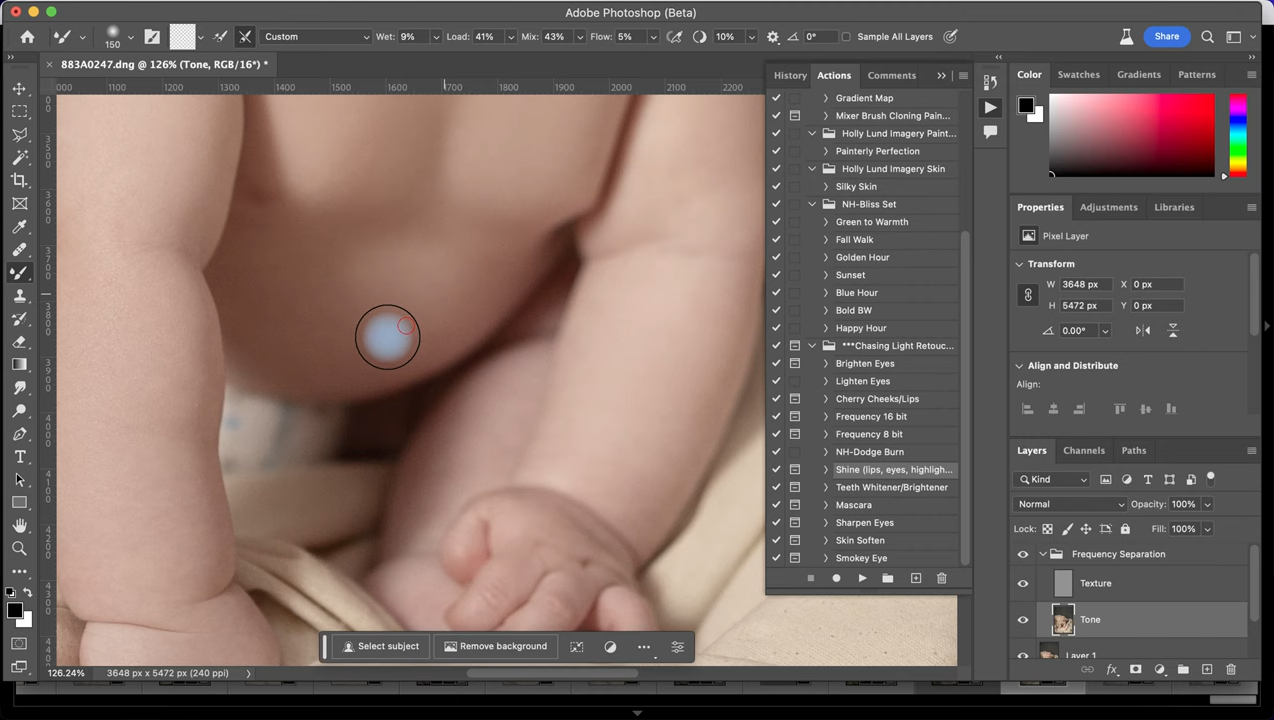 Adobe Photoshop (Beta)
150 Custom Wet: 9% Load: 41% Mix: 43% Flow: 5% 10% 0° Sample All Layers Share
883A0247.dng @ 126% (Tone, RGB/16*) *
000 1100 1200 1300 1400 1500 1600 1700 1800 1900 2000 2100 2200
History Actions Comments
Gradient Map
Mixer Brush Cloning Pain...
Holly Lund Imagery Paint...
Painterly Perfection
Holly Lund Imagery Skin
Silky Skin
NH-Bliss Set
Green to Warmth
Fall Walk
Golden Hour
Sunset
Blue Hour
Bold BW
Happy Hour
***Chasing Light Retouc...
Brighten Eyes
Lighten Eyes
Cherry Cheeks/Lips
Frequency 16 bit
Frequency 8 bit
NH-Dodge Burn
Shine (lips, eyes, highligh...
Teeth Whitener/Brightener
Mascara
Sharpen Eyes
Skin Soften
Smokey Eye
Color Swatches Gradients Patterns
Properties Adjustments Libraries
Pixel Layer
Transform
W 3648 px X 0 px
H 5472 px Y 0 px
0.00°
Align and Distribute
Align:
Layers Channels Paths
Kind
Normal Opacity: 100%
Lock: Fill: 100%
Frequency Separation
Texture
Tone
Layer 1
Select subject Remove background
126.24% 3648 px x 5472 px (240 ppi)